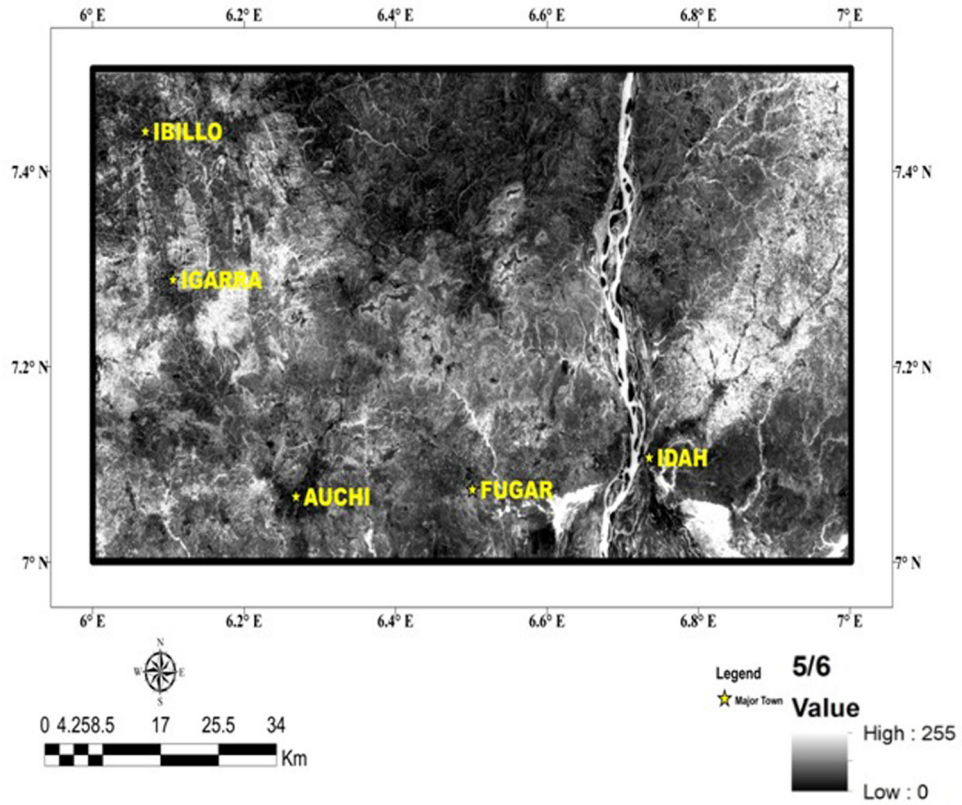 6° E 6.2° E 6.4° E 6.6° E 6.8° E 7° E
IBILLO
7.4° N 7.4° N
IGARRA
7.2° N 7.2° N
IDAH
AUCHI FUGAR
7° N 7° N
6° E 6.2° E 6.4° E 6.6° E 6.8° E 7° E
N
W E
S
0 4.258.5 17 25.5 34
Km
Legend
Major Town
5/6
Value
High : 255
Low : 0